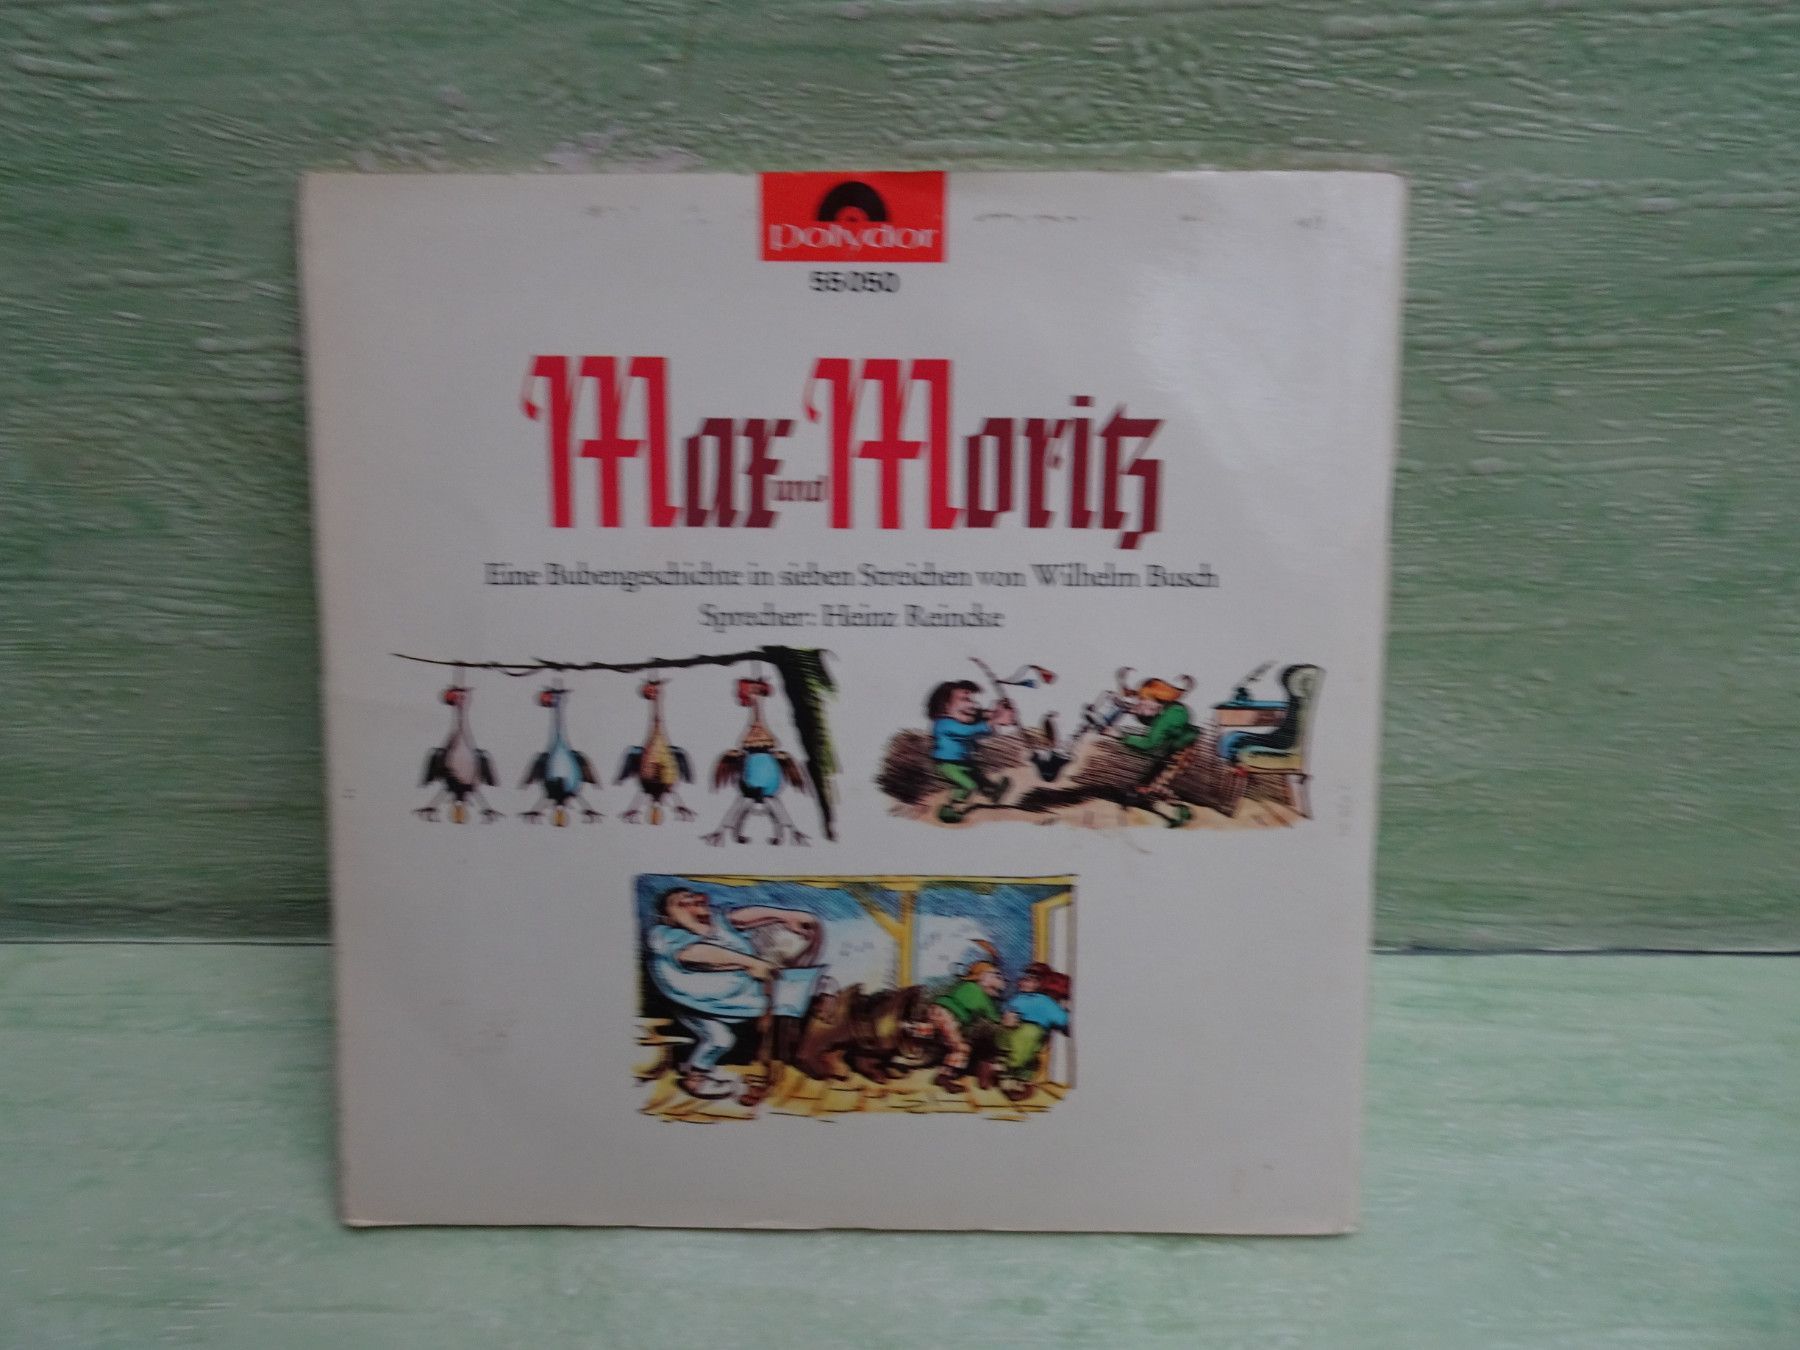 polydor
55050
Max und Moritz
Eine Bubengeschichte in sieben Streichen von Wilhelm Busch
Sprecher: Heinz Reincke